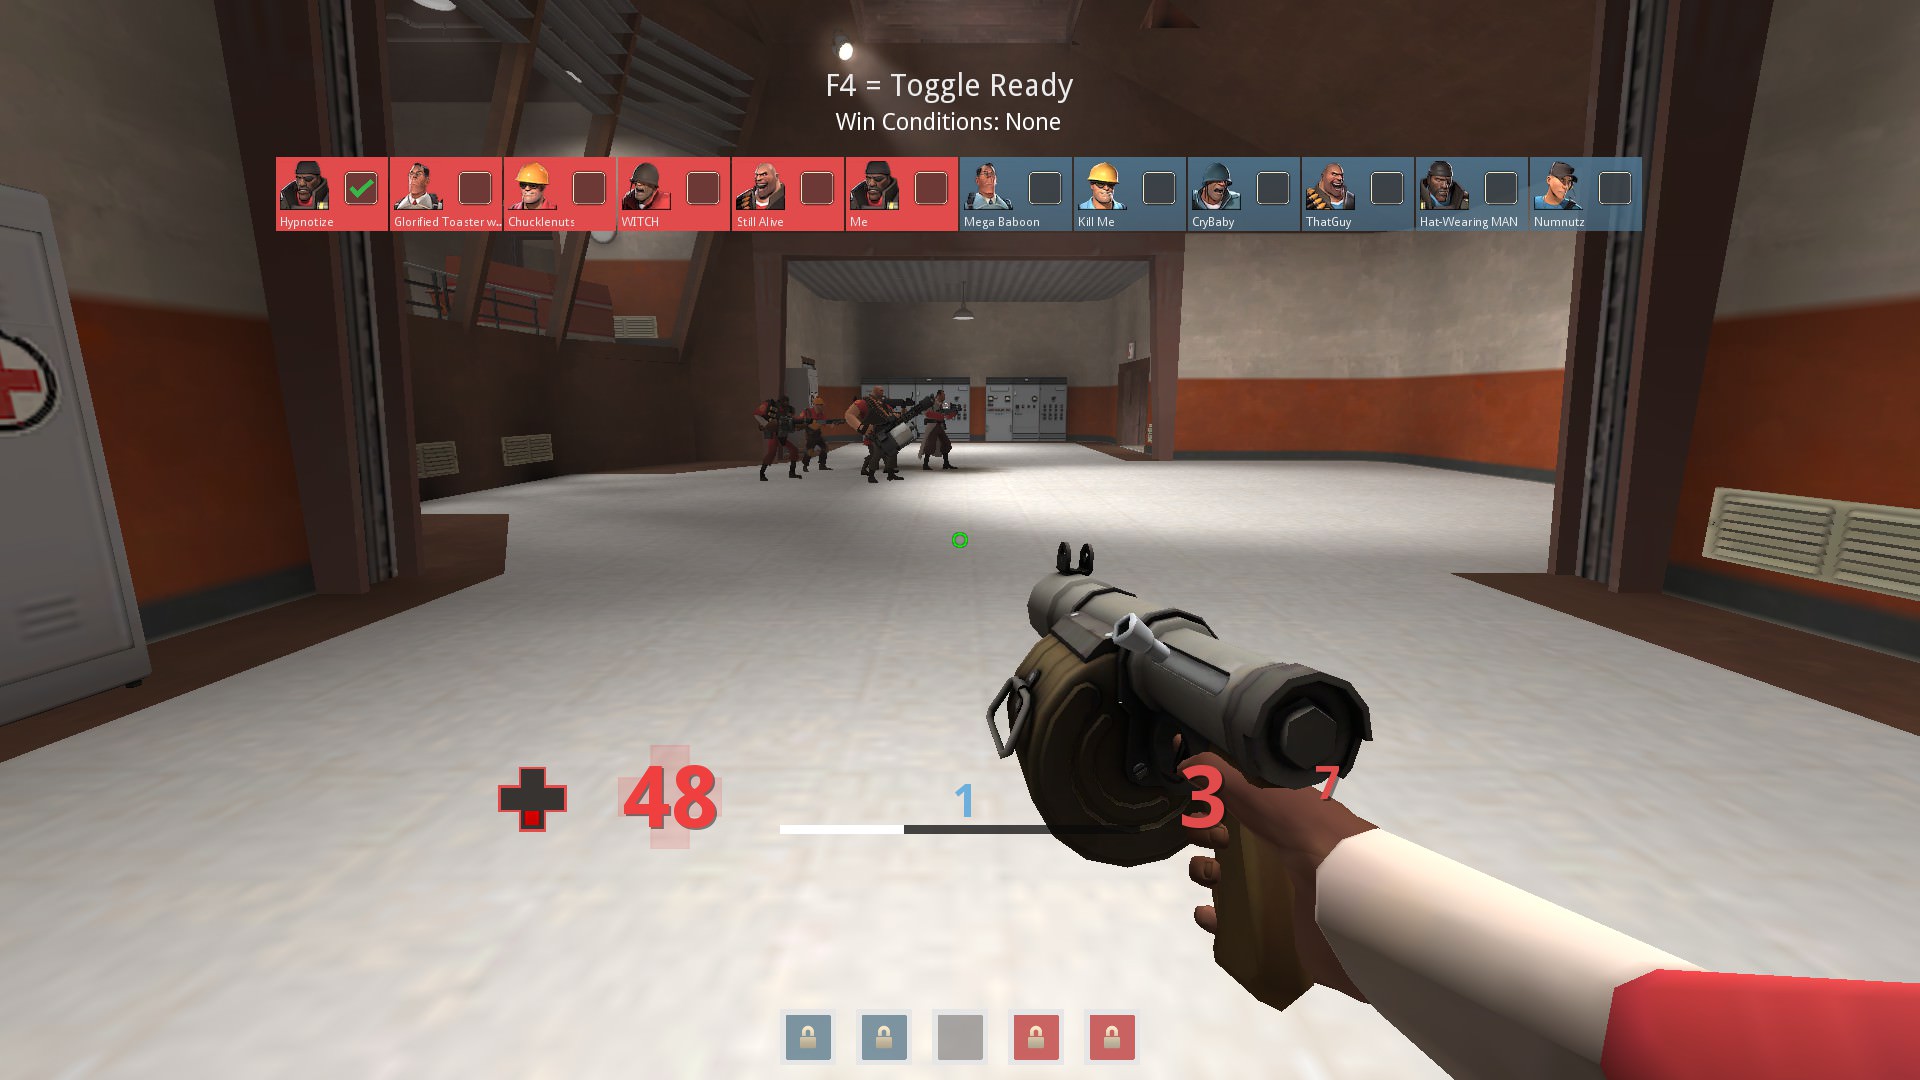 F4 = Toggle Ready
Win Conditions: None
Hypnotize
Glorified Toaster w...
Chucklenuts
WITCH
Still Alive
Me
Mega Baboon
Kill Me
CryBaby
ThatGuy
Hat-Wearing MAN
Numnutz
48
1
3
7